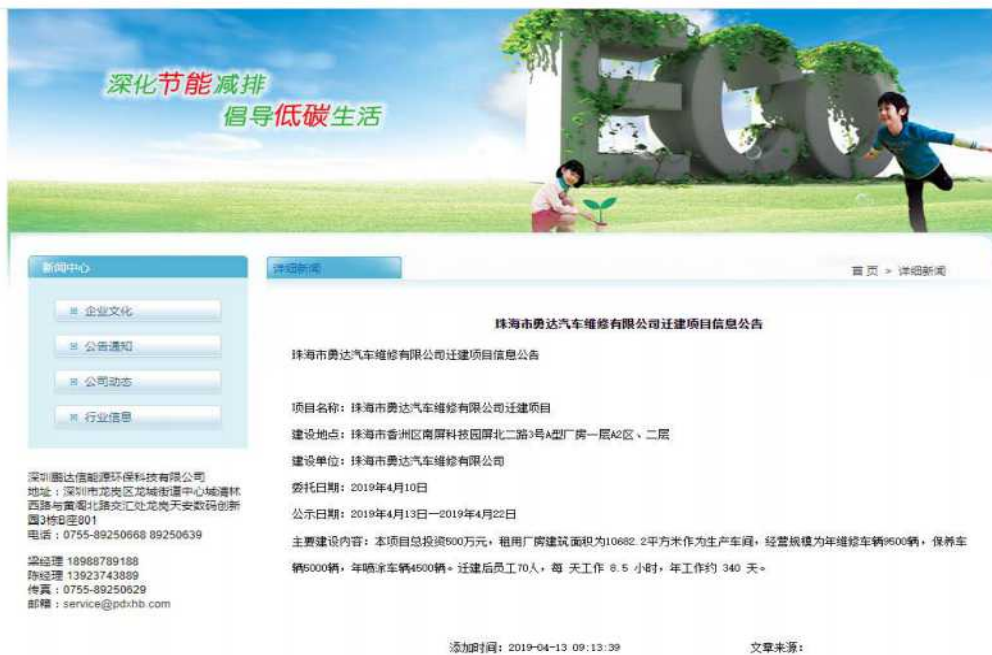 深化节能减排
倡导低碳生活
ECO
新闻中心
企业文化
公告通知
公司动态
行业信息
深圳鹏达信能源环保科技有限公司
地址：深圳市龙岗区龙城街道中心城清林
西路与黄阁北路交汇处龙岗天安数码创新
园3栋B座801
电话：0755-89250668 89250639
梁经理 18988789188
陈经理 13923743889
传真：0755-89250629
邮箱：service@pdxhb.com
详细新闻
首页 > 详细新闻
珠海市勇达汽车维修有限公司迁建项目信息公告
珠海市勇达汽车维修有限公司迁建项目信息公告
项目名称：珠海市勇达汽车维修有限公司迁建项目
建设地点：珠海市香洲区南屏科技园屏北二路3号A型厂房一层A2区、二层
建设单位：珠海市勇达汽车维修有限公司
委托日期：2019年4月10日
公示日期：2019年4月13日—2019年4月22日
主要建设内容：本项目总投资500万元，租用厂房建筑面积为10682.2平方米作为生产车间，经营规模为年维修车辆9500辆，保养车
辆5000辆，年喷涂车辆4500辆。迁建后员工70人，每 天工作 8.5 小时，年工作约 340 天。
添加时间：2019-04-13 09:13:39
文章来源：